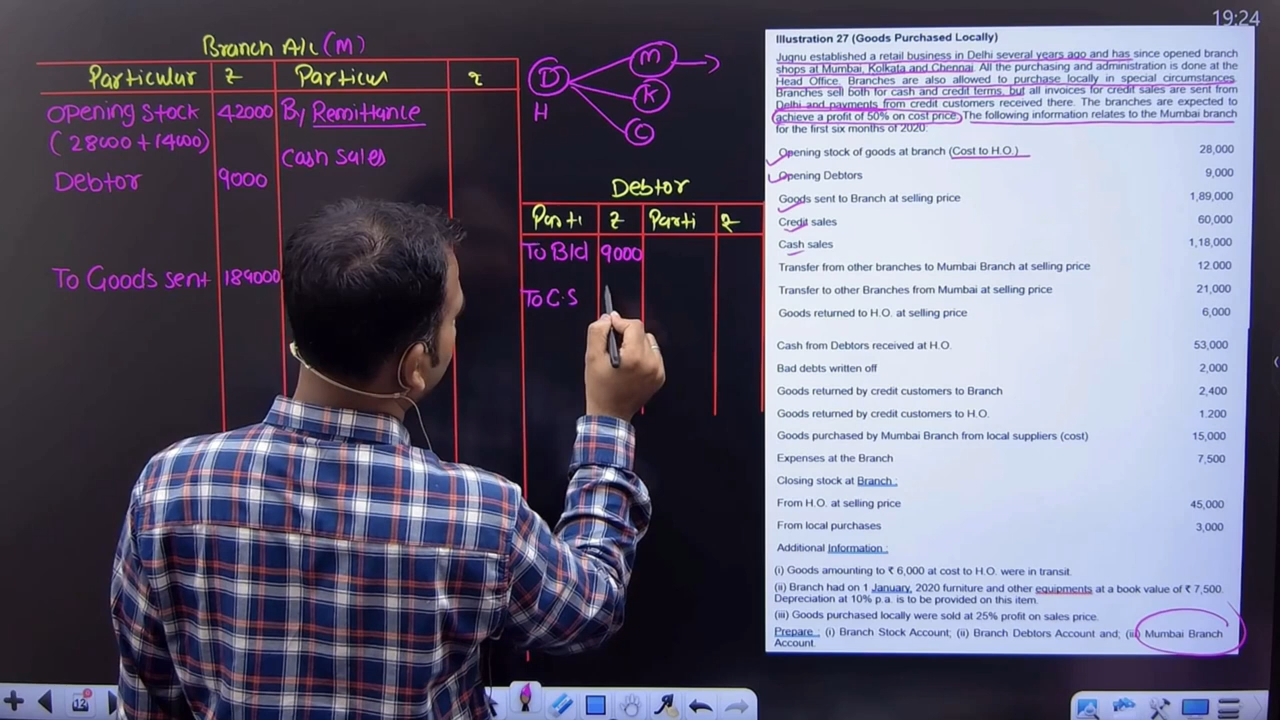 19:24
Branch A/c (M)
Particular ₹ Particus ₹
Opening Stock 42000 By Remittance
(28000 + 14000)
Cash Sales
Debtor 9000
To Goods sent 189000
D
H
M
K
C
Debtor
Parti ₹ Parti ₹
To B/d 9000
To C.S
Illustration 27 (Goods Purchased Locally)
Jugnu established a retail business in Delhi several years ago and has since opened branch
shops at Mumbai, Kolkata and Chennai. All the purchasing and administration is done at the
Head Office. Branches are also allowed to purchase locally in special circumstances.
Branches sell both for cash and credit terms, but all invoices for credit sales are sent from
Delhi and payments from credit customers received there. The branches are expected to
achieve a profit of 50% on cost price. The following information relates to the Mumbai branch
for the first six months of 2020:
Opening stock of goods at branch (Cost to H.O.) 28,000
Opening Debtors 9,000
Goods sent to Branch at selling price 1,89,000
Credit sales 60,000
Cash sales 1,18,000
Transfer from other branches to Mumbai Branch at selling price 12.000
Transfer to other Branches from Mumbai at selling price 21,000
Goods returned to H.O. at selling price 6,000
Cash from Debtors received at H.O. 53,000
Bad debts written off 2,000
Goods returned by credit customers to Branch 2,400
Goods returned by credit customers to H.O. 1.200
Goods purchased by Mumbai Branch from local suppliers (cost) 15,000
Expenses at the Branch 7,500
Closing stock at Branch :
From H.O. at selling price 45,000
From local purchases 3,000
Additional Information :
(i) Goods amounting to ₹ 6,000 at cost to H.O. were in transit.
(ii) Branch had on 1 January, 2020 furniture and other equipments at a book value of ₹ 7,500.
Depreciation at 10% p.a. is to be provided on this item.
(iii) Goods purchased locally were sold at 25% profit on sales price.
Prepare : (i) Branch Stock Account; (ii) Branch Debtors Account and; (iii) Mumbai Branch
Account.
12